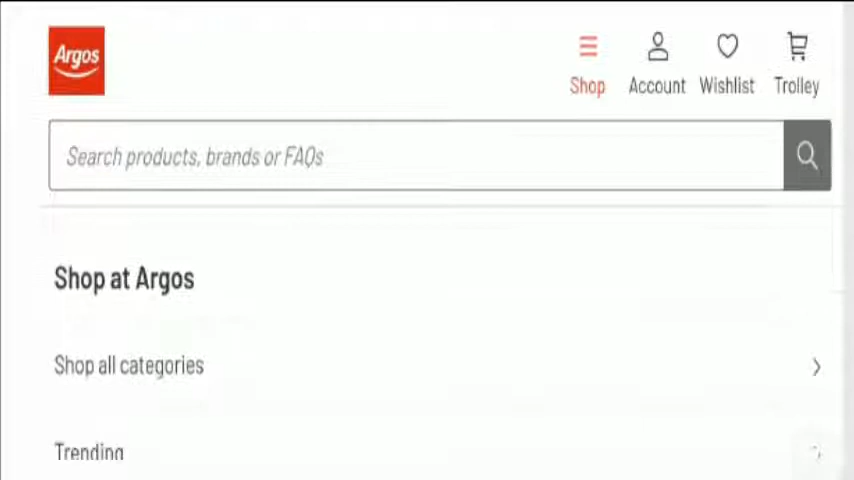 Argos
Shop Account Wishlist Trolley
Search products, brands or FAQs
Shop at Argos
Shop all categories
Trending